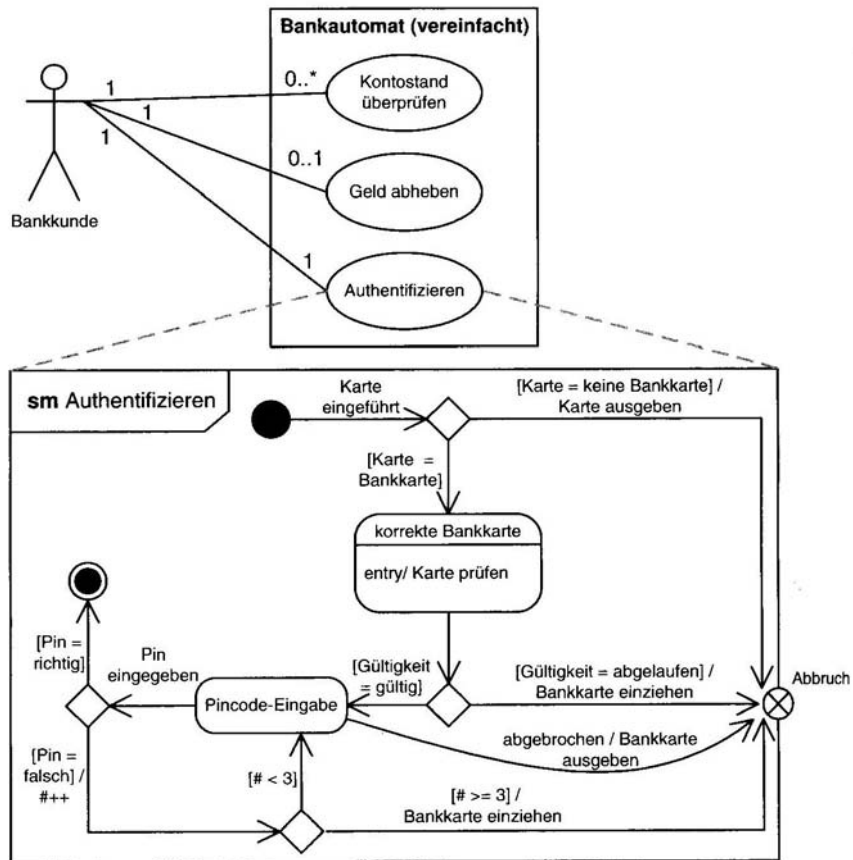 Bankautomat (vereinfacht)
1
0..*
Kontostand
überprüfen
1
1
0..1
Geld abheben
Bankkunde
1
Authentifizieren
sm Authentifizieren
Karte
eingeführt
[Karte = keine Bankkarte] /
Karte ausgeben
[Karte =
Bankkarte]
korrekte Bankkarte
entry/ Karte prüfen
[Pin =
richtig]
Pin
eingegeben
Pincode-Eingabe
[Gültigkeit
= gültig]
[Gültigkeit = abgelaufen] /
Bankkarte einziehen
Abbruch
abgebrochen / Bankkarte
ausgeben
[Pin =
falsch] /
#++
[# < 3]
[# >= 3] /
Bankkarte einziehen